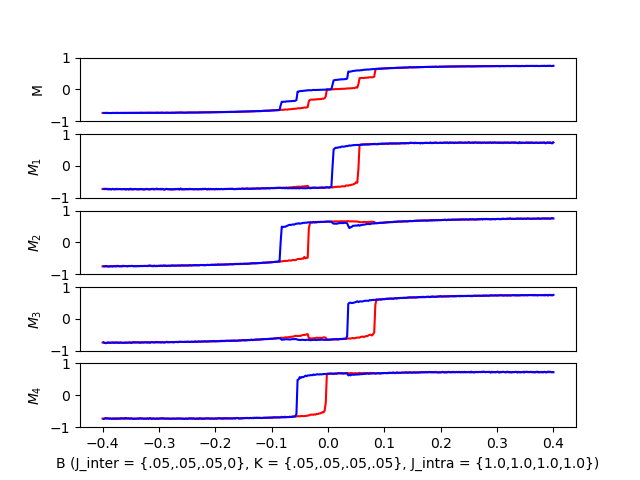 1
0
−1
M
1
0
−1
M₁
1
0
−1
M₂
1
0
−1
M₃
1
0
−1
M₄
−0.4 −0.3 −0.2 −0.1 0.0 0.1 0.2 0.3 0.4
B (J_inter = {.05,.05,.05,0}, K = {.05,.05,.05,.05}, J_intra = {1.0,1.0,1.0,1.0})